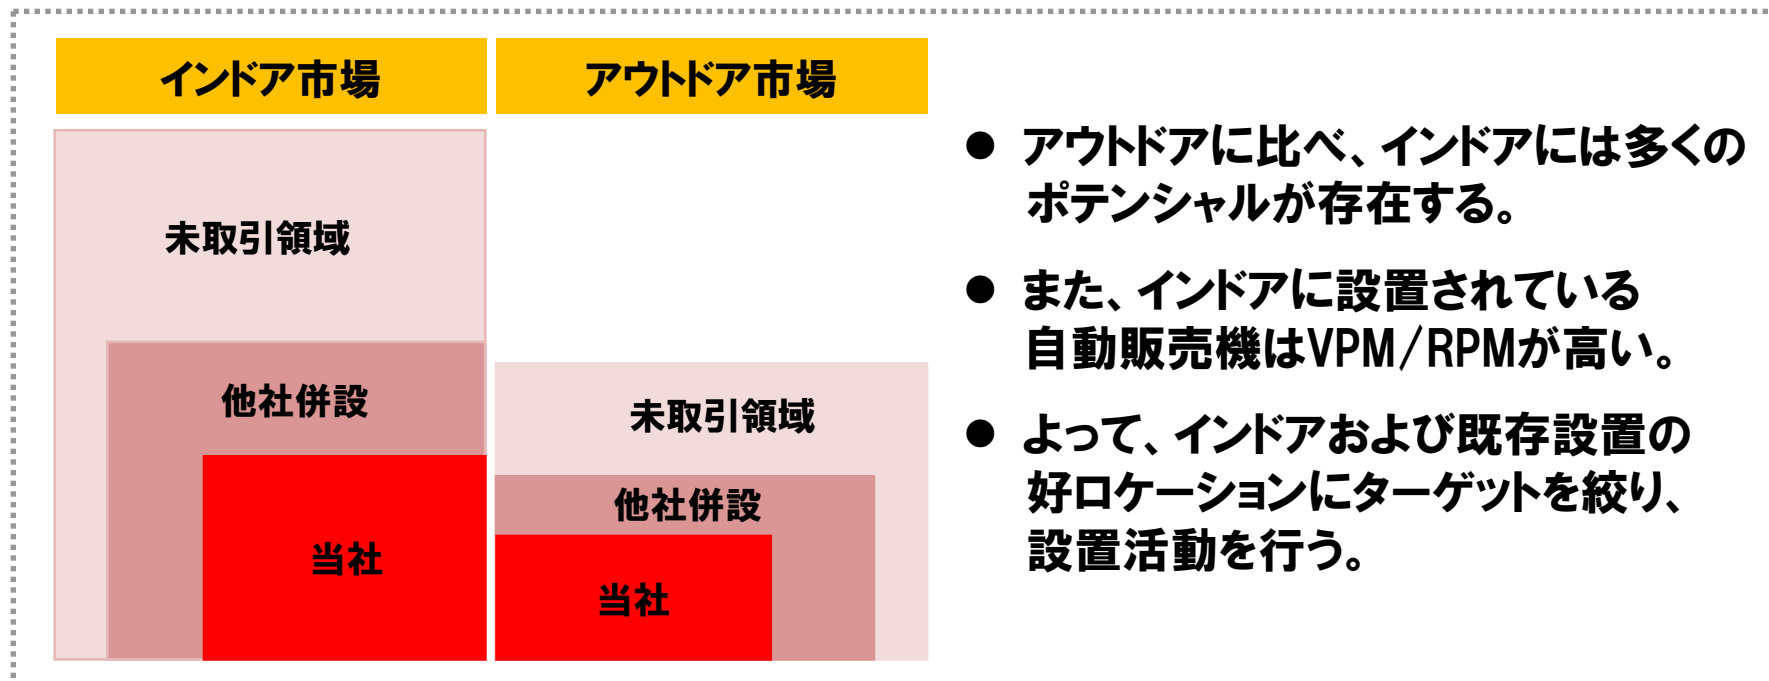 インドア市場
アウトドア市場
未取引領域
他社併設
当社
未取引領域
他社併設
当社
● アウトドアに比べ、インドアには多くの
ポテンシャルが存在する。
● また、インドアに設置されている
自動販売機はVPM/RPMが高い。
● よって、インドアおよび既存設置の
好ロケーションにターゲットを絞り、
設置活動を行う。